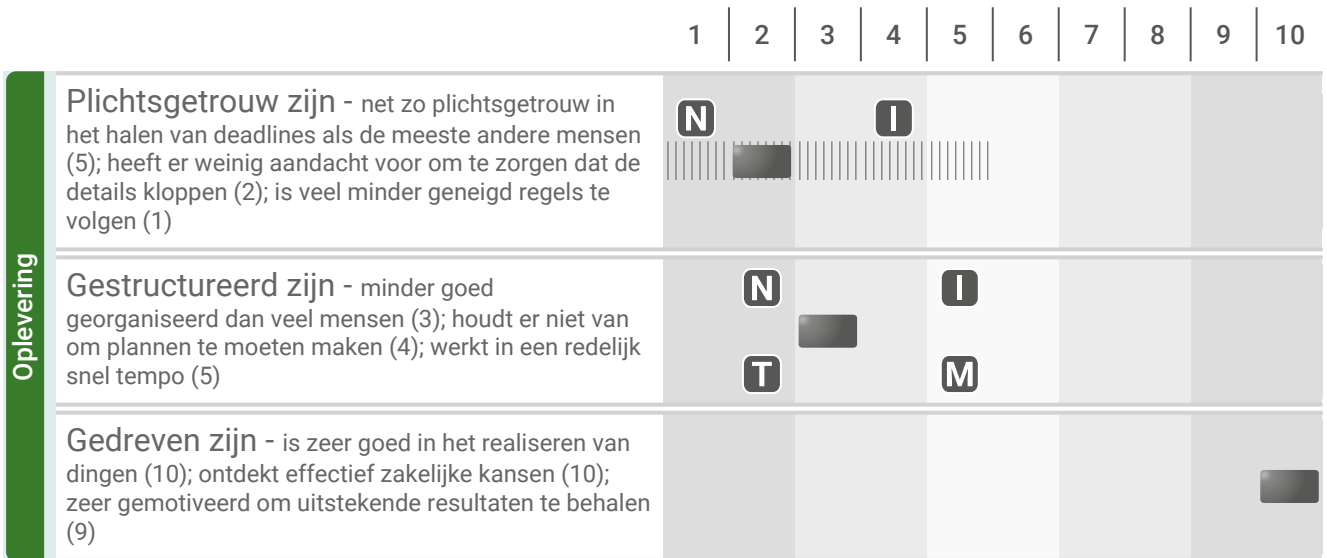 1 2 3 4 5 6 7 8 9 10
Oplevering
Plichtsgetrouw zijn - net zo plichtsgetrouw in
het halen van deadlines als de meeste andere mensen
(5); heeft er weinig aandacht voor om te zorgen dat de
details kloppen (2); is veel minder geneigd regels te
volgen (1)
N I
Gestructureerd zijn - minder goed
georganiseerd dan veel mensen (3); houdt er niet van
om plannen te moeten maken (4); werkt in een redelijk
snel tempo (5)
N I
T M
Gedreven zijn - is zeer goed in het realiseren van
dingen (10); ontdekt effectief zakelijke kansen (10);
zeer gemotiveerd om uitstekende resultaten te behalen
(9)